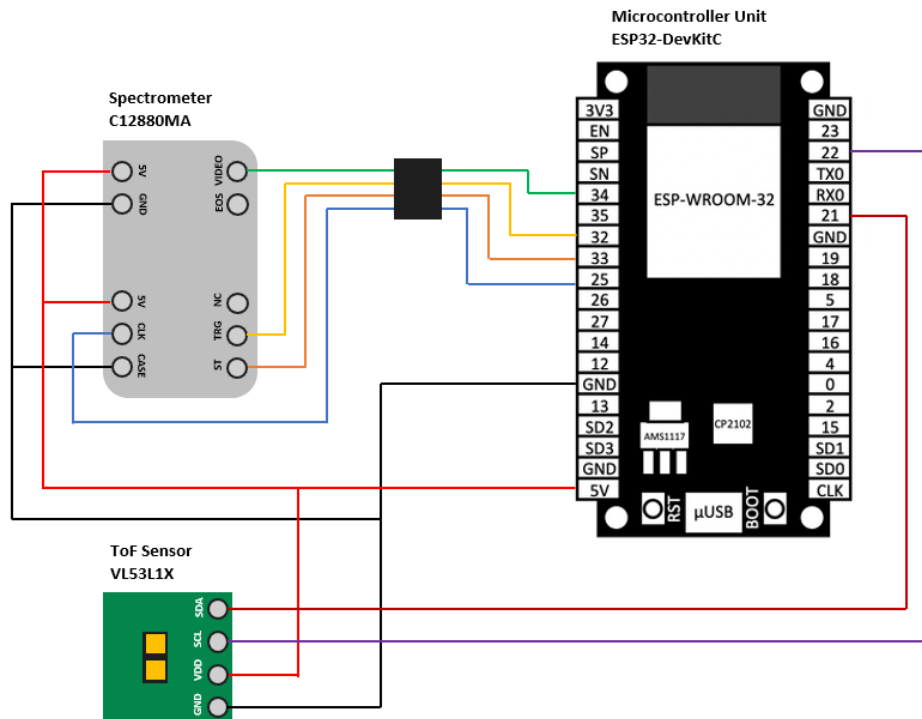 Microcontroller Unit
ESP32-DevKitC
Spectrometer
C12880MA
5V
GND
5V
CLK
CASE
VIDEO
EOS
NC
TRG
ST
3V3
EN
SP
SN
34
35
32
33
25
26
27
14
12
GND
13
SD2
SD3
GND
5V
ESP-WROOM-32
AMS1117
CP2102
RST
µUSB
BOOT
GND
23
22
TX0
RX0
21
GND
19
18
5
17
16
4
0
2
15
SD1
SD0
CLK
ToF Sensor
VL53L1X
SDA
SCL
VDD
GND